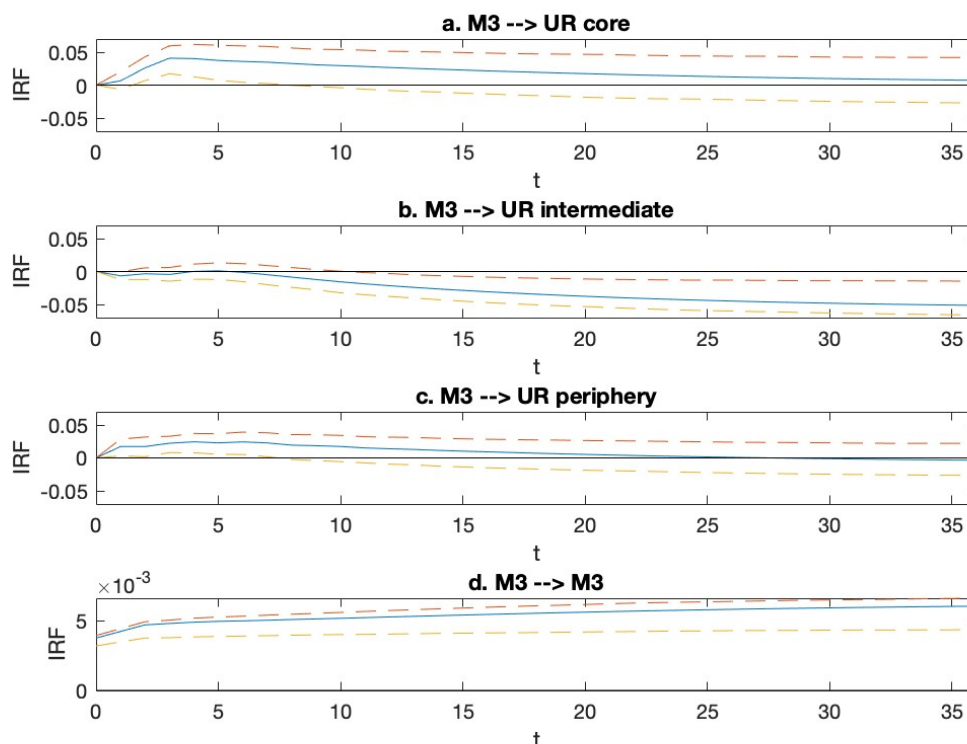 a. M3 --> UR core
0.05
0
-0.05
IRF
0 5 10 15 20 25 30 35
t
b. M3 --> UR intermediate
0.05
0
-0.05
IRF
0 5 10 15 20 25 30 35
t
c. M3 --> UR periphery
0.05
0
-0.05
IRF
0 5 10 15 20 25 30 35
t
×10⁻³
d. M3 --> M3
5
0
IRF
0 5 10 15 20 25 30 35
t